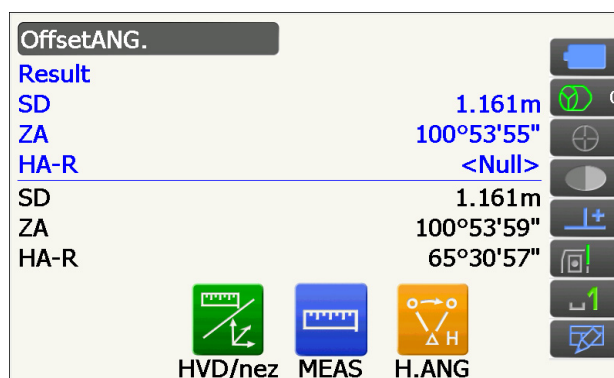 OffsetANG.
Result
SD 1.161m
ZA 100°53'55"
HA-R <Null>
SD 1.161m
ZA 100°53'59"
HA-R 65°30'57"
HVD/nez MEAS H.ANG
H
1